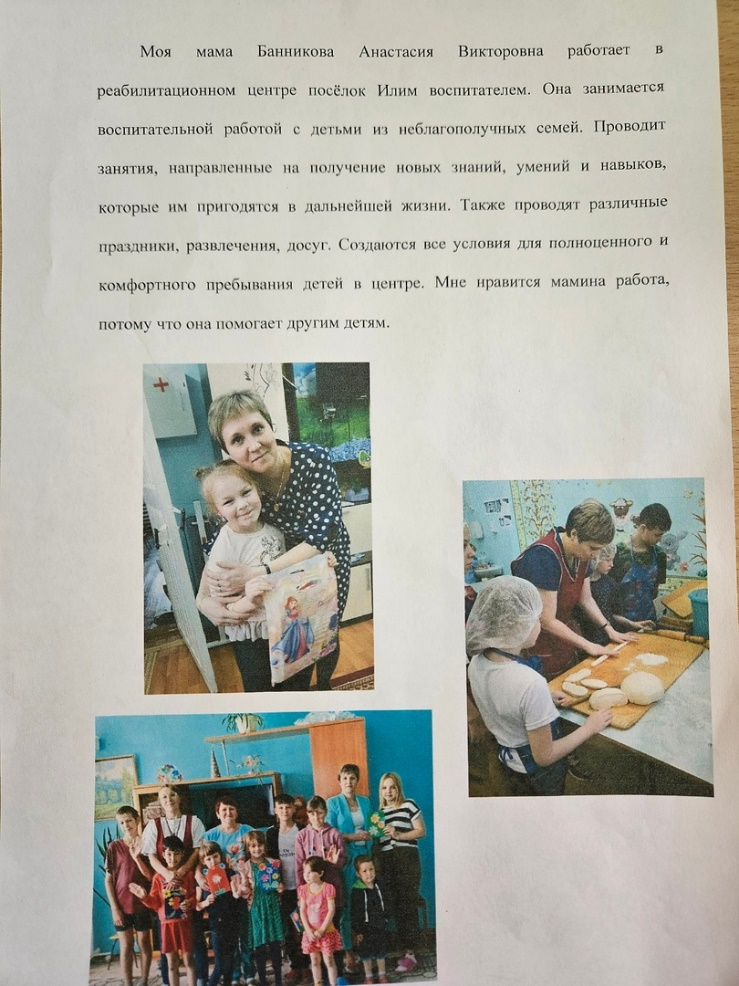 Моя мама Банникова Анастасия Викторовна работает в
реабилитационном центре посёлок Илим воспитателем. Она занимается
воспитательной работой с детьми из неблагополучных семей. Проводит
занятия, направленные на получение новых знаний, умений и навыков,
которые им пригодятся в дальнейшей жизни. Также проводят различные
праздники, развлечения, досуг. Создаются все условия для полноценного и
комфортного пребывания детей в центре. Мне нравится мамина работа,
потому что она помогает другим детям.